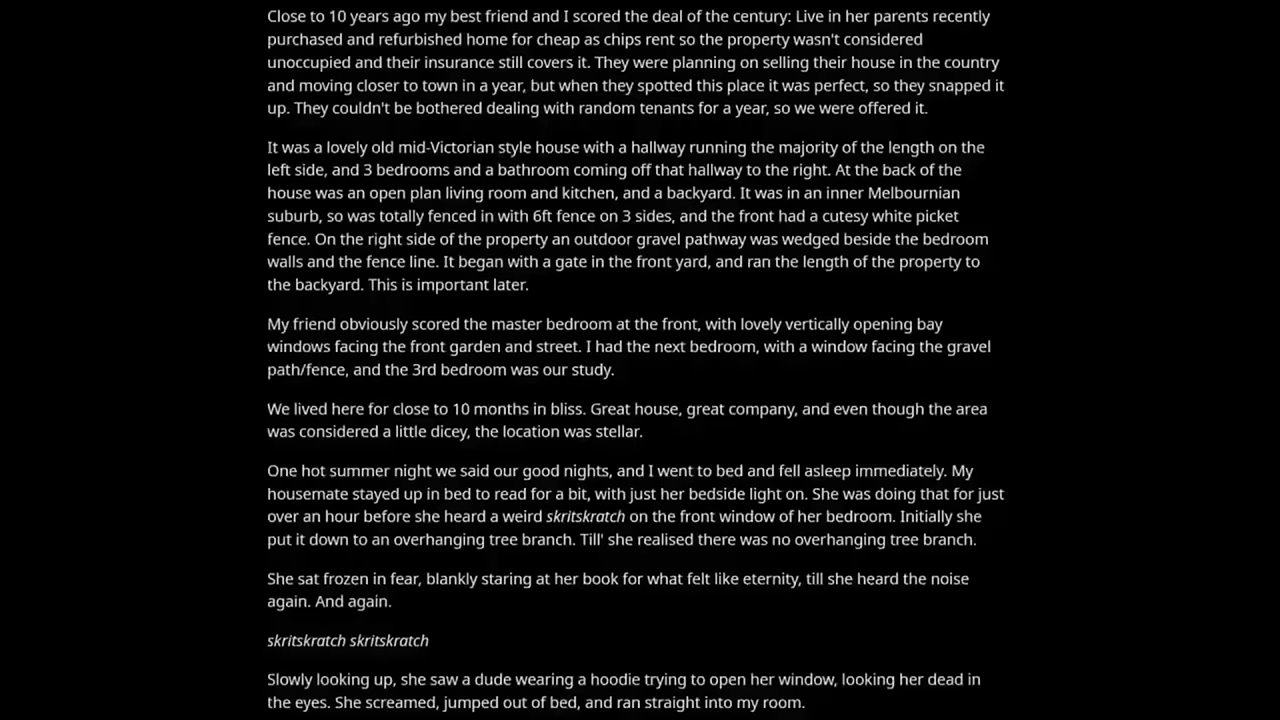 Close to 10 years ago my best friend and I scored the deal of the century: Live in her parents recently
purchased and refurbished home for cheap as chips rent so the property wasn't considered
unoccupied and their insurance still covers it. They were planning on selling their house in the country
and moving closer to town in a year, but when they spotted this place it was perfect, so they snapped it
up. They couldn't be bothered dealing with random tenants for a year, so we were offered it.
It was a lovely old mid-Victorian style house with a hallway running the majority of the length on the
left side, and 3 bedrooms and a bathroom coming off that hallway to the right. At the back of the
house was an open plan living room and kitchen, and a backyard. It was in an inner Melbournian
suburb, so was totally fenced in with 6ft fence on 3 sides, and the front had a cutesy white picket
fence. On the right side of the property an outdoor gravel pathway was wedged beside the bedroom
walls and the fence line. It began with a gate in the front yard, and ran the length of the property to
the backyard. This is important later.
My friend obviously scored the master bedroom at the front, with lovely vertically opening bay
windows facing the front garden and street. I had the next bedroom, with a window facing the gravel
path/fence, and the 3rd bedroom was our study.
We lived here for close to 10 months in bliss. Great house, great company, and even though the area
was considered a little dicey, the location was stellar.
One hot summer night we said our good nights, and I went to bed and fell asleep immediately. My
housemate stayed up in bed to read for a bit, with just her bedside light on. She was doing that for just
over an hour before she heard a weird skritskratch on the front window of her bedroom. Initially she
put it down to an overhanging tree branch. Till' she realised there was no overhanging tree branch.
She sat frozen in fear, blankly staring at her book for what felt like eternity, till she heard the noise
again. And again.
skritskratch skritskratch
Slowly looking up, she saw a dude wearing a hoodie trying to open her window, looking her dead in
the eyes. She screamed, jumped out of bed, and ran straight into my room.